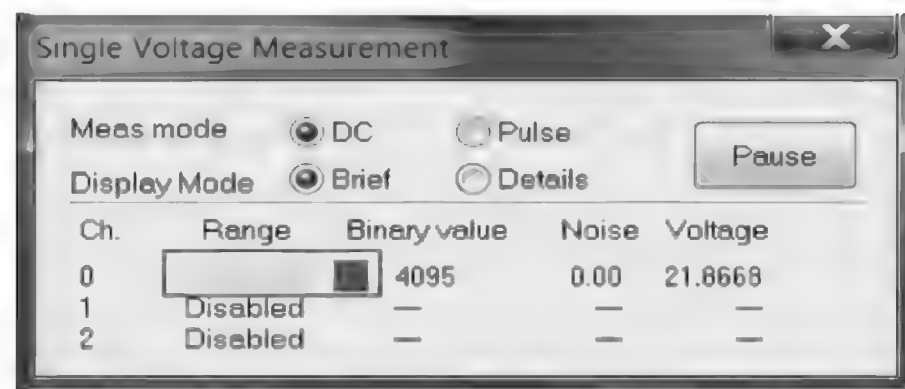 Single Voltage Measurement
Meas mode DC Pulse
Pause
Display Mode Brief Details
Ch. Range Binary value Noise Voltage
0 4095 0.00 21.8668
1 Disabled — — —
2 Disabled — — —